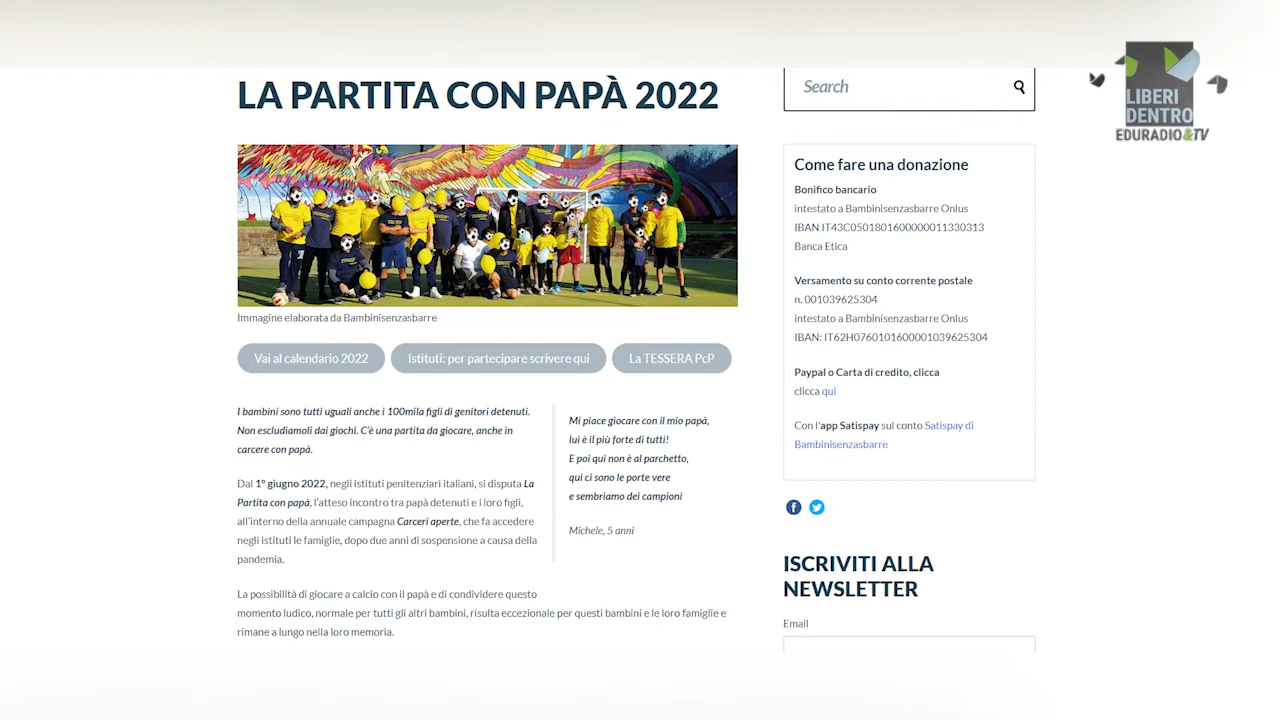 LA PARTITA CON PAPÀ 2022
Immagine elaborata da Bambinisenzasbarre
Vai al calendario 2022
Istituti: per partecipare scrivere qui
La TESSERA PcP
I bambini sono tutti uguali anche i 100mila figli di genitori detenuti.
Non escludiamoli dai giochi. C'è una partita da giocare, anche in
carcere con papà.
Mi piace giocare con il mio papà,
lui è il più forte di tutti!
E poi qui non è al parchetto,
qui ci sono le porte vere
e sembriamo dei campioni
Michele, 5 anni
Dal 1° giugno 2022, negli istituti penitenziari italiani, si disputa La
Partita con papà, l'atteso incontro tra papà detenuti e i loro figli,
all'interno della annuale campagna Carceri aperte, che fa accedere
negli istituti le famiglie, dopo due anni di sospensione a causa della
pandemia.
La possibilità di giocare a calcio con il papà e di condividere questo
momento ludico, normale per tutti gli altri bambini, risulta eccezionale per questi bambini e le loro famiglie e
rimane a lungo nella loro memoria.
Search
Come fare una donazione
Bonifico bancario
intestato a Bambinisenzasbarre Onlus
IBAN IT43C0501801600000011330313
Banca Etica
Versamento su conto corrente postale
n. 001039625304
intestato a Bambinisenzasbarre Onlus
IBAN: IT62H0760101600001039625304
Paypal o Carta di credito, clicca
clicca qui
Con l'app Satispay sul conto Satispay di
Bambinisenzasbarre
ISCRIVITI ALLA
NEWSLETTER
Email
LIBERI
DENTRO
EDURADIO&TV